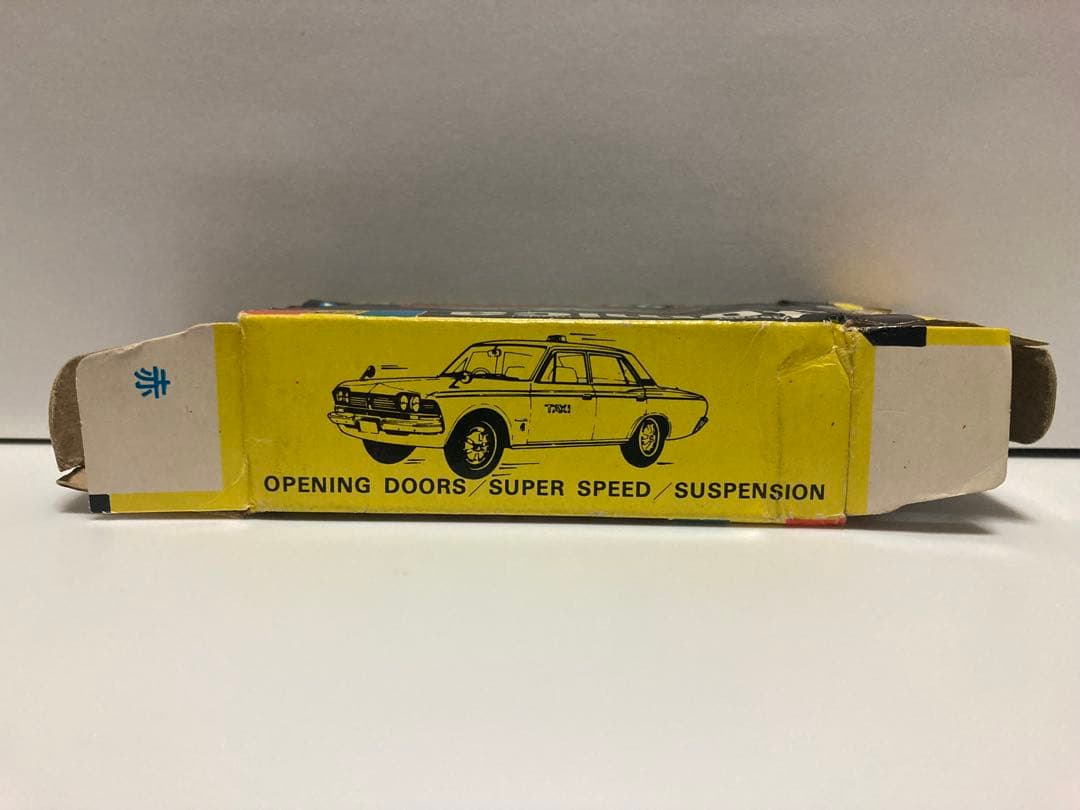 赤
TAXI
OPENING DOORS/SUPER SPEED/SUSPENSION